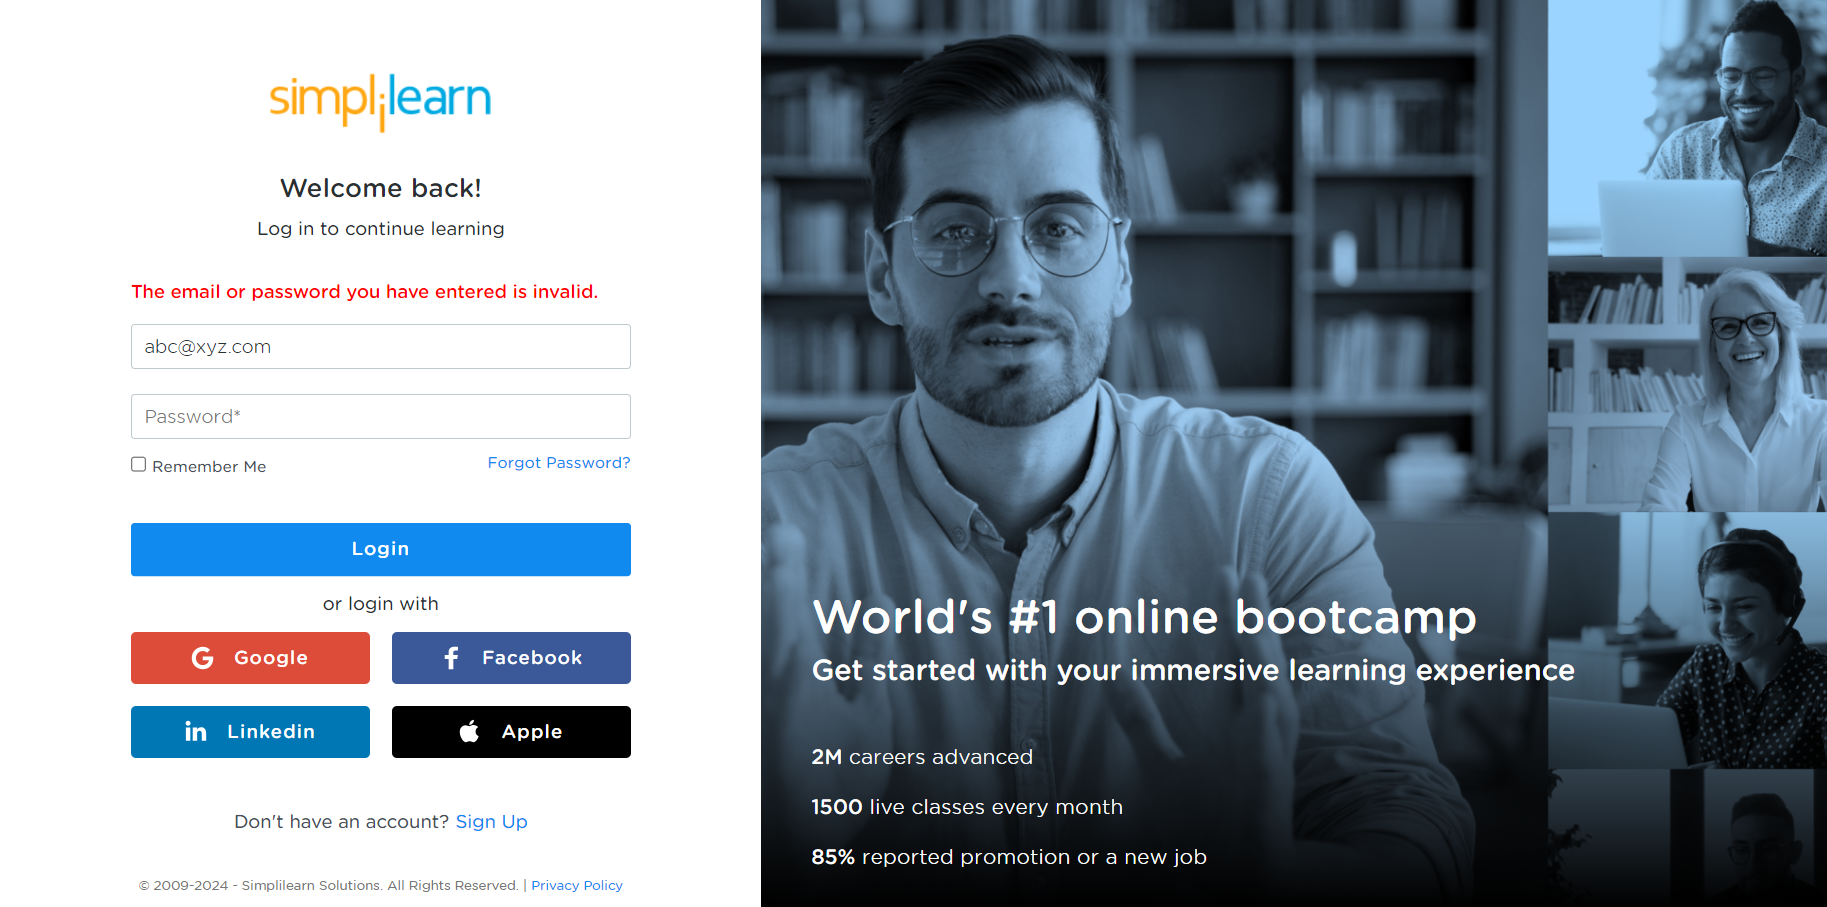 simplilearn
Welcome back!
Log in to continue learning
The email or password you have entered is invalid.
abc@xyz.com
Password*
Remember Me
Forgot Password?
Login
or login with
Google
Facebook
Linkedin
Apple
Don't have an account? Sign Up
© 2009-2024 - Simplilearn Solutions. All Rights Reserved. | Privacy Policy
World's #1 online bootcamp
Get started with your immersive learning experience
2M careers advanced
1500 live classes every month
85% reported promotion or a new job